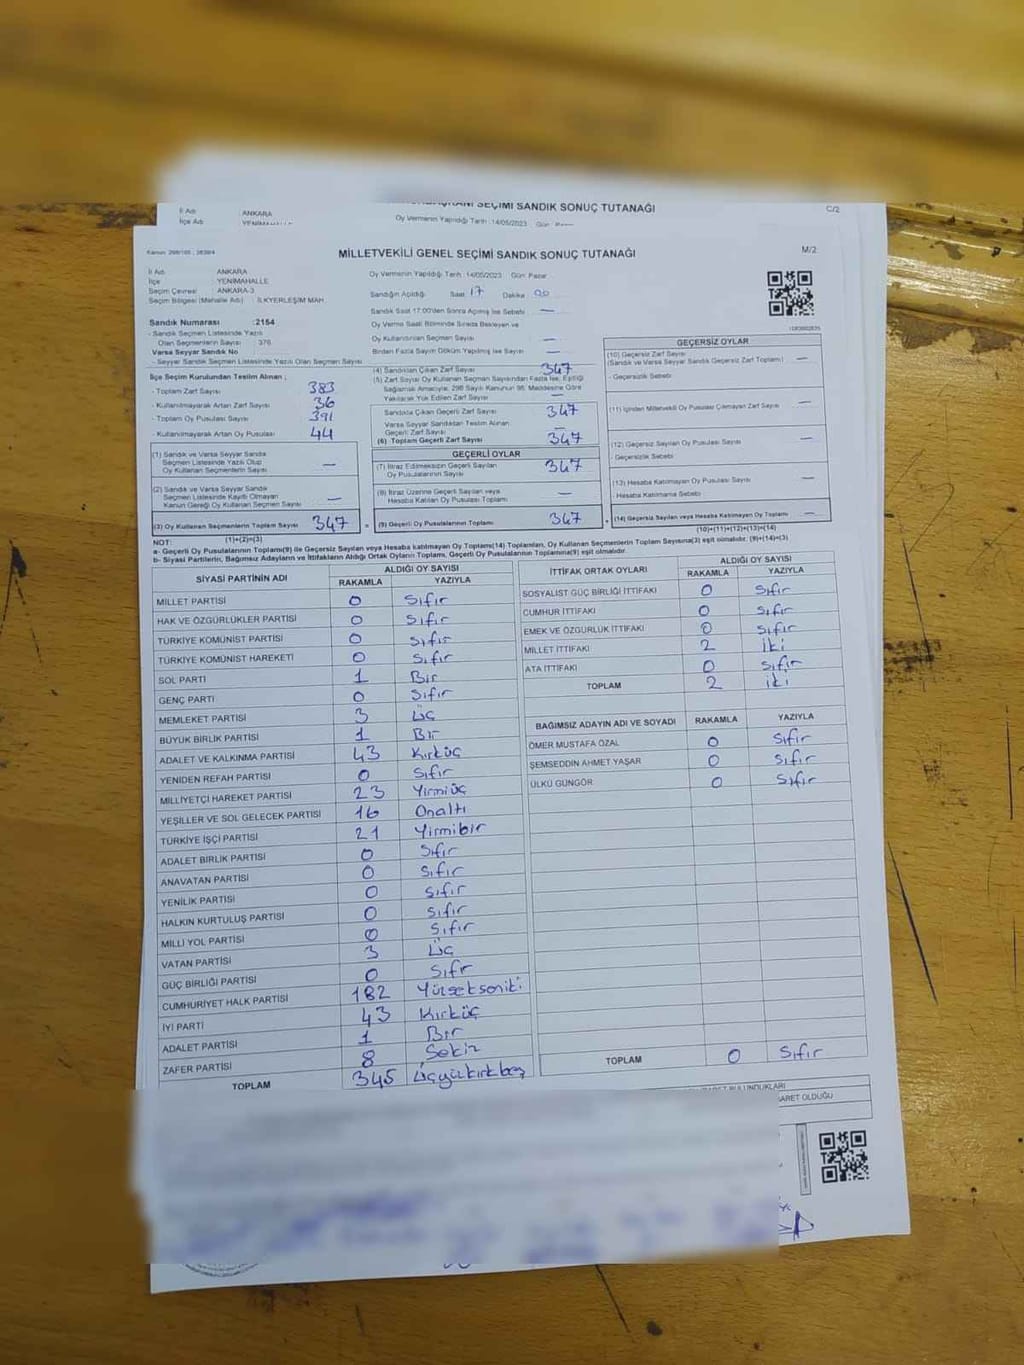 SEÇİMİ SANDIK SONUÇ TUTANAĞI
C/2
İl Adı : ANKARA
İlçe Adı : YENİMAHALLE
Oy Vermenin Yapıldığı Tarih :14/05/2023 Gün: Pazar
MİLLETVEKİLİ GENEL SEÇİMİ SANDIK SONUÇ TUTANAĞI
M/2
İl Adı : ANKARA
İlçe : YENİMAHALLE
Seçim Çevresi : ANKARA-3
Seçim Bölgesi (Mahalle Adı) : İLKYERLEŞİM MAH.
Sandık Numarası :2154
- Sandık Seçmen Listesinde Yazılı
Olan Seçmenlerin Sayısı : 376
Varsa Seyyar Sandık No
- Seyyar Sandık Seçmen Listesinde Yazılı Olan Seçmen Sayısı
Oy Vermenin Yapıldığı Tarih :14/05/2023 Gün: Pazar
Sandığın Açıldığı Saat 17 Dakika 00
Sandık Saat 17:00'den Sonra Açılmış İse Sebebi —
Oy Verme Saati Bitiminde Sırada Bekleyen ve
Oy Kullandırılan Seçmen Sayısı —
Birden Fazla Sayım Döküm Yapılmış İse Sayısı —
İlçe Seçim Kurulundan Teslim Alınan ;
- Toplam Zarf Sayısı 383
- Kullanılmayarak Artan Zarf Sayısı 36
- Toplam Oy Pusulası Sayısı 391
- Kullanılmayarak Artan Oy Pusulası 44
(1) Sandık ve Varsa Seyyar Sandık
Seçmen Listesinde Yazılı Olup
Oy Kullanan Seçmenlerin Sayısı —
(2) Sandık ve Varsa Seyyar Sandık
Seçmen Listesinde Kayıtlı Olmayan
Kanun Gereği Oy Kullanan Seçmen Sayısı —
(3) Oy Kullanan Seçmenlerin Toplam Sayısı 347
(1)+(2)=(3)
(4) Sandıktan Çıkan Zarf Sayısı 347
(5) Zarf Sayısı Oy Kullanan Seçmen Sayısından Fazla İse, Eşitliği
Sağlamak Amacıyla; 298 Sayılı Kanunun 98. Maddesine Göre
Yakılarak Yok Edilen Zarf Sayısı —
Sandıkta Çıkan Geçerli Zarf Sayısı 347
Varsa Seyyar Sandıktan Teslim Alınan
Geçerli Zarf Sayısı —
(6) Toplam Geçerli Zarf Sayısı 347
GEÇERLİ OYLAR
(7) İtiraz Edilmeksizin Geçerli Sayılan
Oy Pusulalarının Sayısı 347
(8) İtiraz Üzerine Geçerli Sayılan veya
Hesaba Katılan Oy Pusulası Toplamı —
(9) Geçerli Oy Pusulalarının Toplamı 347
GEÇERSİZ OYLAR
(10) Geçersiz Zarf Sayısı
(Sandık ve Varsa Seyyar Sandık Geçersiz Zarf Toplamı) —
- Geçersizlik Sebebi
(11) İçinden Milletvekili Oy Pusulası Çıkmayan Zarf Sayısı —
(12) Geçersiz Sayılan Oy Pusulası Sayısı —
- Geçersizlik Sebebi
(13) Hesaba Katılmayan Oy Pusulası Sayısı —
- Hesaba Katılmama Sebebi
(14) Geçersiz Sayılan veya Hesaba Katılmayan Oy Toplamı —
(10)+(11)+(12)+(13)=(14)
NOT:
a- Geçerli Oy Pusulalarının Toplamı(9) ile Geçersiz Sayılan veya Hesaba katılmayan Oy Toplamı(14) Toplamları, Oy Kullanan Seçmenlerin Toplam Sayısına(3) eşit olmalıdır. (9)+(14)=(3)
b- Siyasi Partilerin, Bağımsız Adayların ve İttifakların Aldığı Ortak Oyların Toplamı, Geçerli Oy Pusulalarının Toplamına(9) eşit olmalıdır.
SİYASİ PARTİNİN ADI ALDIĞI OY SAYISI
RAKAMLA YAZIYLA
MİLLET PARTİSİ 0 Sıfır
HAK VE ÖZGÜRLÜKLER PARTİSİ 0 Sıfır
TÜRKİYE KOMÜNİST PARTİSİ 0 Sıfır
TÜRKİYE KOMÜNİST HAREKETİ 0 Sıfır
SOL PARTİ 1 Bir
GENÇ PARTİ 0 Sıfır
MEMLEKET PARTİSİ 3 Üç
BÜYÜK BİRLİK PARTİSİ 1 Bir
ADALET VE KALKINMA PARTİSİ 43 Kırküç
YENİDEN REFAH PARTİSİ 0 Sıfır
MİLLİYETÇİ HAREKET PARTİSİ 23 Yirmiüç
YEŞİLLER VE SOL GELECEK PARTİSİ 16 Onaltı
TÜRKİYE İŞÇİ PARTİSİ 21 Yirmibir
ADALET BİRLİK PARTİSİ 0 Sıfır
ANAVATAN PARTİSİ 0 Sıfır
YENİLİK PARTİSİ 0 Sıfır
HALKIN KURTULUŞ PARTİSİ 0 Sıfır
MİLLİ YOL PARTİSİ 0 Sıfır
VATAN PARTİSİ 3 Üç
GÜÇ BİRLİĞİ PARTİSİ 0 Sıfır
CUMHURİYET HALK PARTİSİ 182 Yüzsekseniki
İYİ PARTİ 43 Kırküç
ADALET PARTİSİ 1 Bir
ZAFER PARTİSİ 8 Sekiz
TOPLAM 345 Üçyüzkırkbeş
İTTİFAK ORTAK OYLARI ALDIĞI OY SAYISI
RAKAMLA YAZIYLA
SOSYALİST GÜÇ BİRLİĞİ İTTİFAKI 0 Sıfır
CUMHUR İTTİFAKI 0 Sıfır
EMEK VE ÖZGÜRLÜK İTTİFAKI 0 Sıfır
MİLLET İTTİFAKI 2 İki
ATA İTTİFAKI 0 Sıfır
TOPLAM 2 iki
BAĞIMSIZ ADAYIN ADI VE SOYADI RAKAMLA YAZIYLA
ÖMER MUSTAFA ÖZAL 0 Sıfır
ŞEMSEDDİN AHMET YAŞAR 0 Sıfır
ÜLKÜ GÜNGÖR 0 Sıfır
TOPLAM 0 Sıfır
BULUNDUKLARI
OLDUĞU